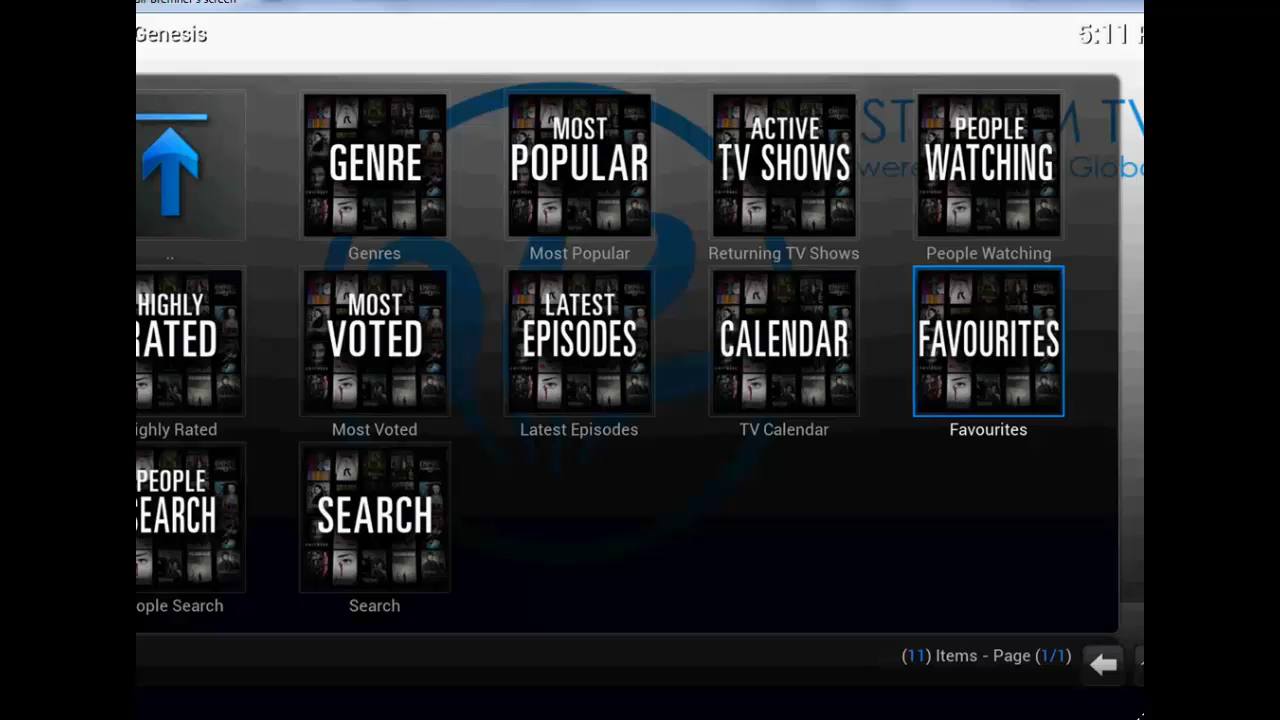 Genesis
5:11
GENRE
MOST
POPULAR
ACTIVE
TV SHOWS
PEOPLE
WATCHING
..
Genres
Most Popular
Returning TV Shows
People Watching
HIGHLY
RATED
MOST
VOTED
LATEST
EPISODES
CALENDAR
FAVOURITES
ighly Rated
Most Voted
Latest Episodes
TV Calendar
Favourites
PEOPLE
SEARCH
SEARCH
ople Search
Search
(11) Items - Page (1/1)